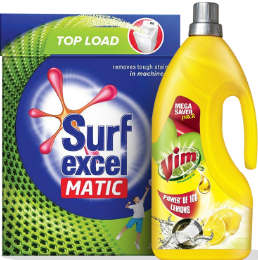 TOP LOAD
removes tough stains
in machine
Surf
excel
MATIC
MEGA
SAVER
pack
Vim
POWER OF 100
LEMONS